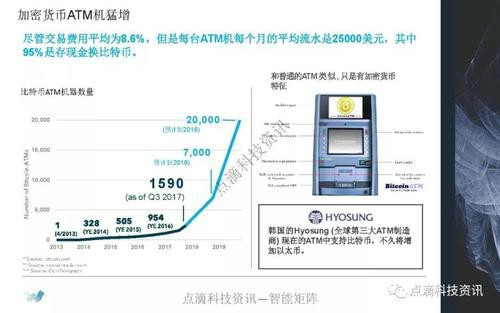 加密货币ATM机猛增
尽管交易费用平均为8.6%，但是每台ATM机每个月的平均流水是25000美元，其中
95%是存现金换比特币。
比特币ATM机器数量
Number of Bitcoin ATMs
20,000
15,000
10,000
5,000
0
20,000
(预计到2019)
7,000
(预计到2018)
1590
(as of Q3 2017)
1
(4/2013)
328
(YE 2014)
505
(YE 2015)
954
(YE 2016)
2013
2013
2014
2015
2016
2017
2018
2019
和普通的ATM类似，只是有加密货币
特征
BitcoinATM
HYOSUNG
韩国的Hyosung (全球第三大ATM制造
商) 现在的ATM中支持比特币，不久将增
加以太币。
* Source: bitcoin.com
** Source: coinatmradar.com
*** Source: CoinTelegraph
点滴科技资讯
点滴科技资讯—智能矩阵
点滴科技资讯